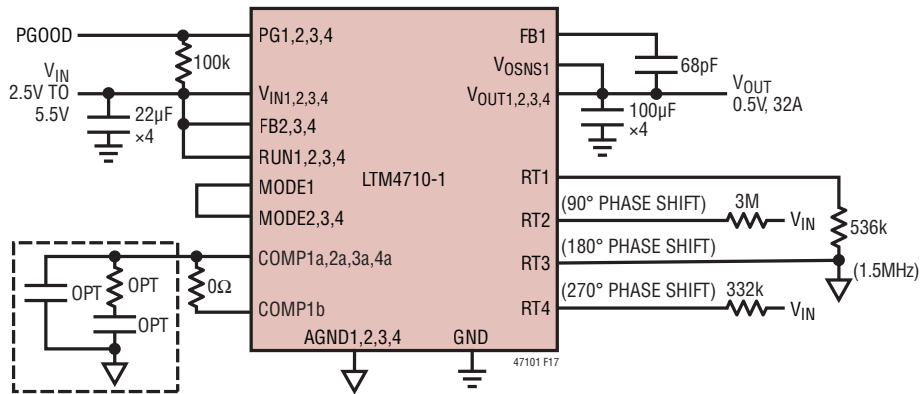 PGOOD
VIN
2.5V TO
5.5V
22µF
×4
100k
PG1,2,3,4
VIN1,2,3,4
FB2,3,4
RUN1,2,3,4
MODE1
MODE2,3,4
COMP1a,2a,3a,4a
COMP1b
AGND1,2,3,4
GND
LTM4710-1
FB1
VOSNS1
VOUT1,2,3,4
RT1
RT2
RT3
RT4
68pF
100µF
×4
VOUT
0.5V, 32A
(90° PHASE SHIFT)
3M
VIN
536k
(180° PHASE SHIFT)
(1.5MHz)
(270° PHASE SHIFT)
332k
VIN
OPT
OPT
OPT
0Ω
47101 F17